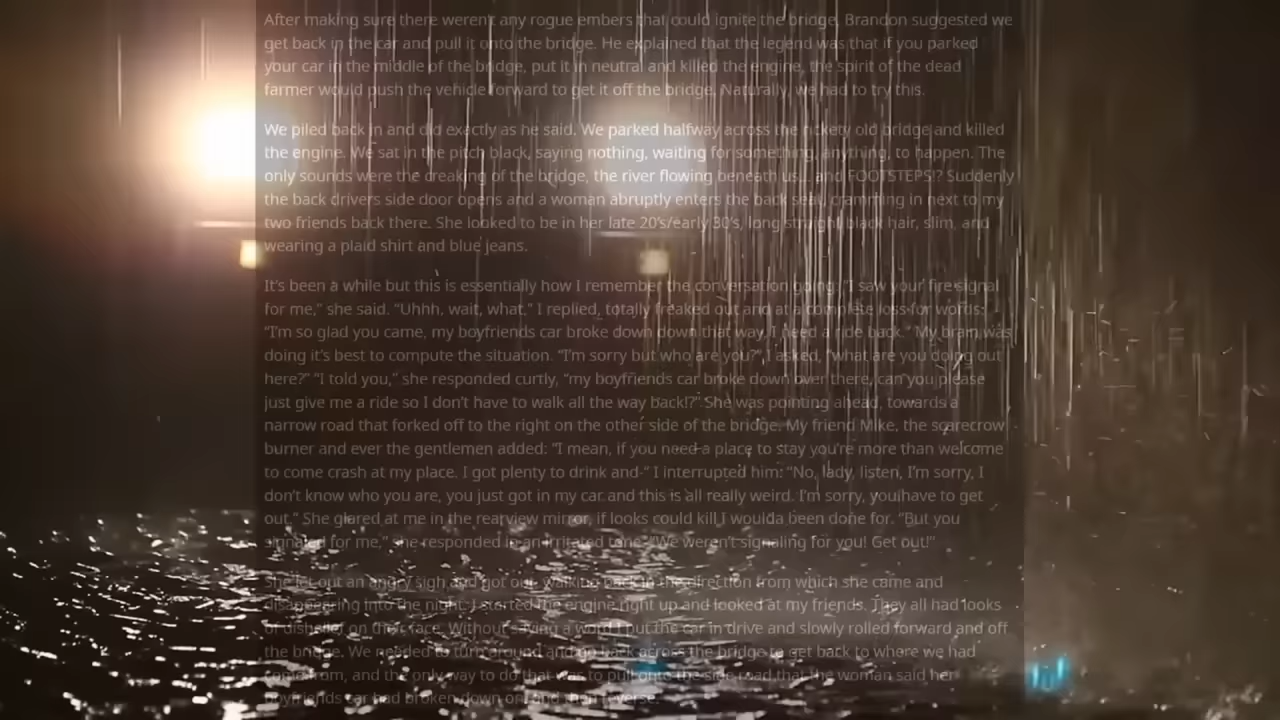 After making sure there weren't any rogue embers that could ignite the bridge, Brandon suggested we
get back in the car and pull it onto the bridge. He explained that the legend was that if you parked
your car in the middle of the bridge, put it in neutral and killed the engine, the spirit of the dead
farmer would push the vehicle forward to get it off the bridge. Naturally, we had to try this.
We piled back in and did exactly as he said. We parked halfway across the rickety old bridge and killed
the engine. We sat in the pitch black, saying nothing, waiting for something, anything, to happen. The
only sounds were the creaking of the bridge, the river flowing beneath us... and FOOTSTEPS!? Suddenly
the back drivers side door opens and a woman abruptly enters the back seat, cramming in next to my
two friends back there. She looked to be in her late 20's/early 30's, long straight black hair, slim, and
wearing a plaid shirt and blue jeans.
It's been a while but this is essentially how I remember the conversation going. "I saw your fire signal
for me," she said. "Uhhh, wait, what." I replied, totally freaked out and at a complete loss for words.
"I'm so glad you came, my boyfriends car broke down down that way, I need a ride back." My brain was
doing it's best to compute the situation. "I'm sorry but who are you?", I asked, "what are you doing out
here?" "I told you," she responded curtly, "my boyfriends car broke down over there, can you please
just give me a ride so I don't have to walk all the way back!?" She was pointing ahead, towards a
narrow road that forked off to the right on the other side of the bridge. My friend Mike, the scarecrow
burner and ever the gentlemen added: "I mean, if you need a place to stay you're more than welcome
to come crash at my place. I got plenty to drink and-" I interrupted him: "No, lady, listen, I'm sorry, I
don't know who you are, you just got in my car and this is all really weird. I'm sorry, you have to get
out." She glared at me in the rearview mirror, if looks could kill I woulda been done for. "But you
signaled for me," she responded in an irritated tone. "We weren't signaling for you! Get out!"
She let out an angry sigh and got out, walking back in the direction from which she came and
disappearing into the night. I started the engine right up and looked at my friends. They all had looks
of disbelief on their face. Without saying a word I put the car in drive and slowly rolled forward and off
the bridge. We needed to turn around and go back across the bridge to get back to where we had
come from, and the only way to do that was to pull onto the side road that the woman said her
boyfriends car had broken down on and then reverse.